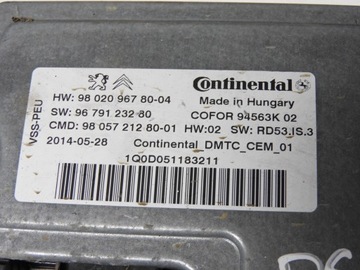 Continental
HW: 98 020 967 80-04 Made in Hungary
SW: 96 791 232 80 COFOR 94563K 02
CMD: 98 057 212 80-01 HW:02 SW: RD53.IS.3
2014-05-28 Continental_DMTC_CEM_01
1Q0D051183211
VSS-PEU